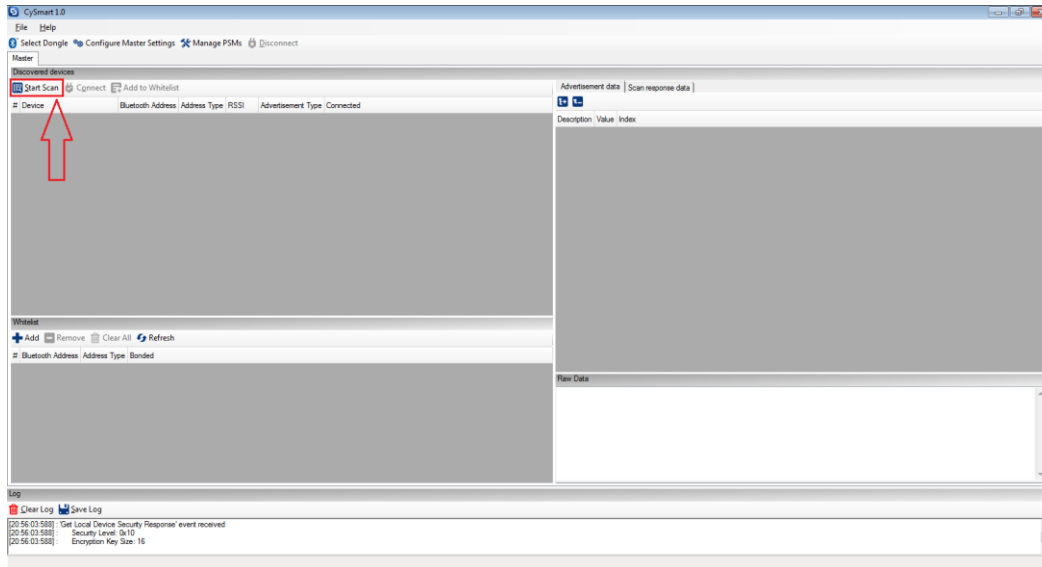 CySmart 1.0
File Help
Select Dongle Configure Master Settings Manage PSMs Disconnect
Master
Discovered devices
Start Scan Connect Add to Whitelist
# Device Bluetooth Address Address Type RSSI Advertisement Type Connected
Advertisement data Scan response data
Description Value Index
Whitelist
Add Remove Clear All Refresh
# Bluetooth Address Address Type Bonded
Raw Data
Log
Clear Log Save Log
[20:56:03:588] : 'Get Local Device Security Response' event received
[20:56:03:588] : Security Level: 0x10
[20:56:03:588] : Encryption Key Size: 16